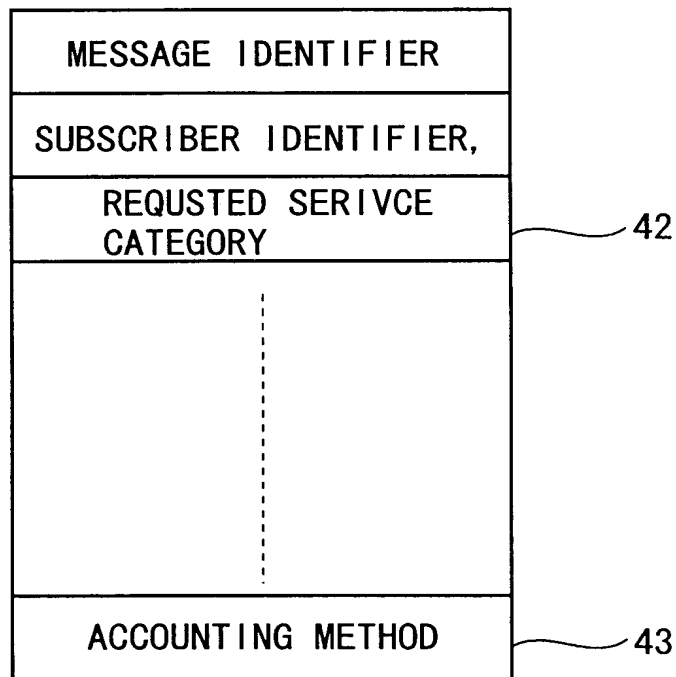 MESSAGE IDENTIFIER
SUBSCRIBER IDENTIFIER,
REQUSTED SERIVCE
CATEGORY
42
ACCOUNTING METHOD
43